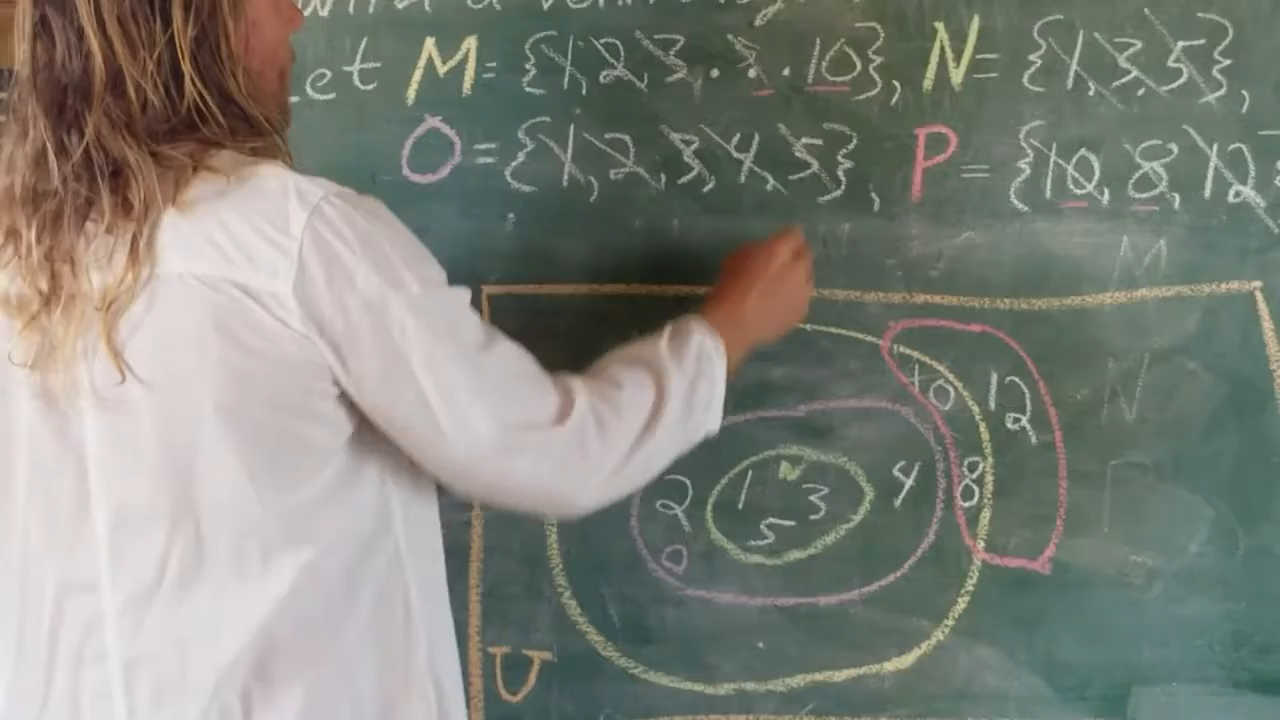 Let M = {1, 2, 3 . . . 10}, N = {1, 3, 5},
O = {1, 2, 3, 4, 5}, P = {10, 8, 12}
M
10 12 N
2 1 N 3 4 8
5
O
U